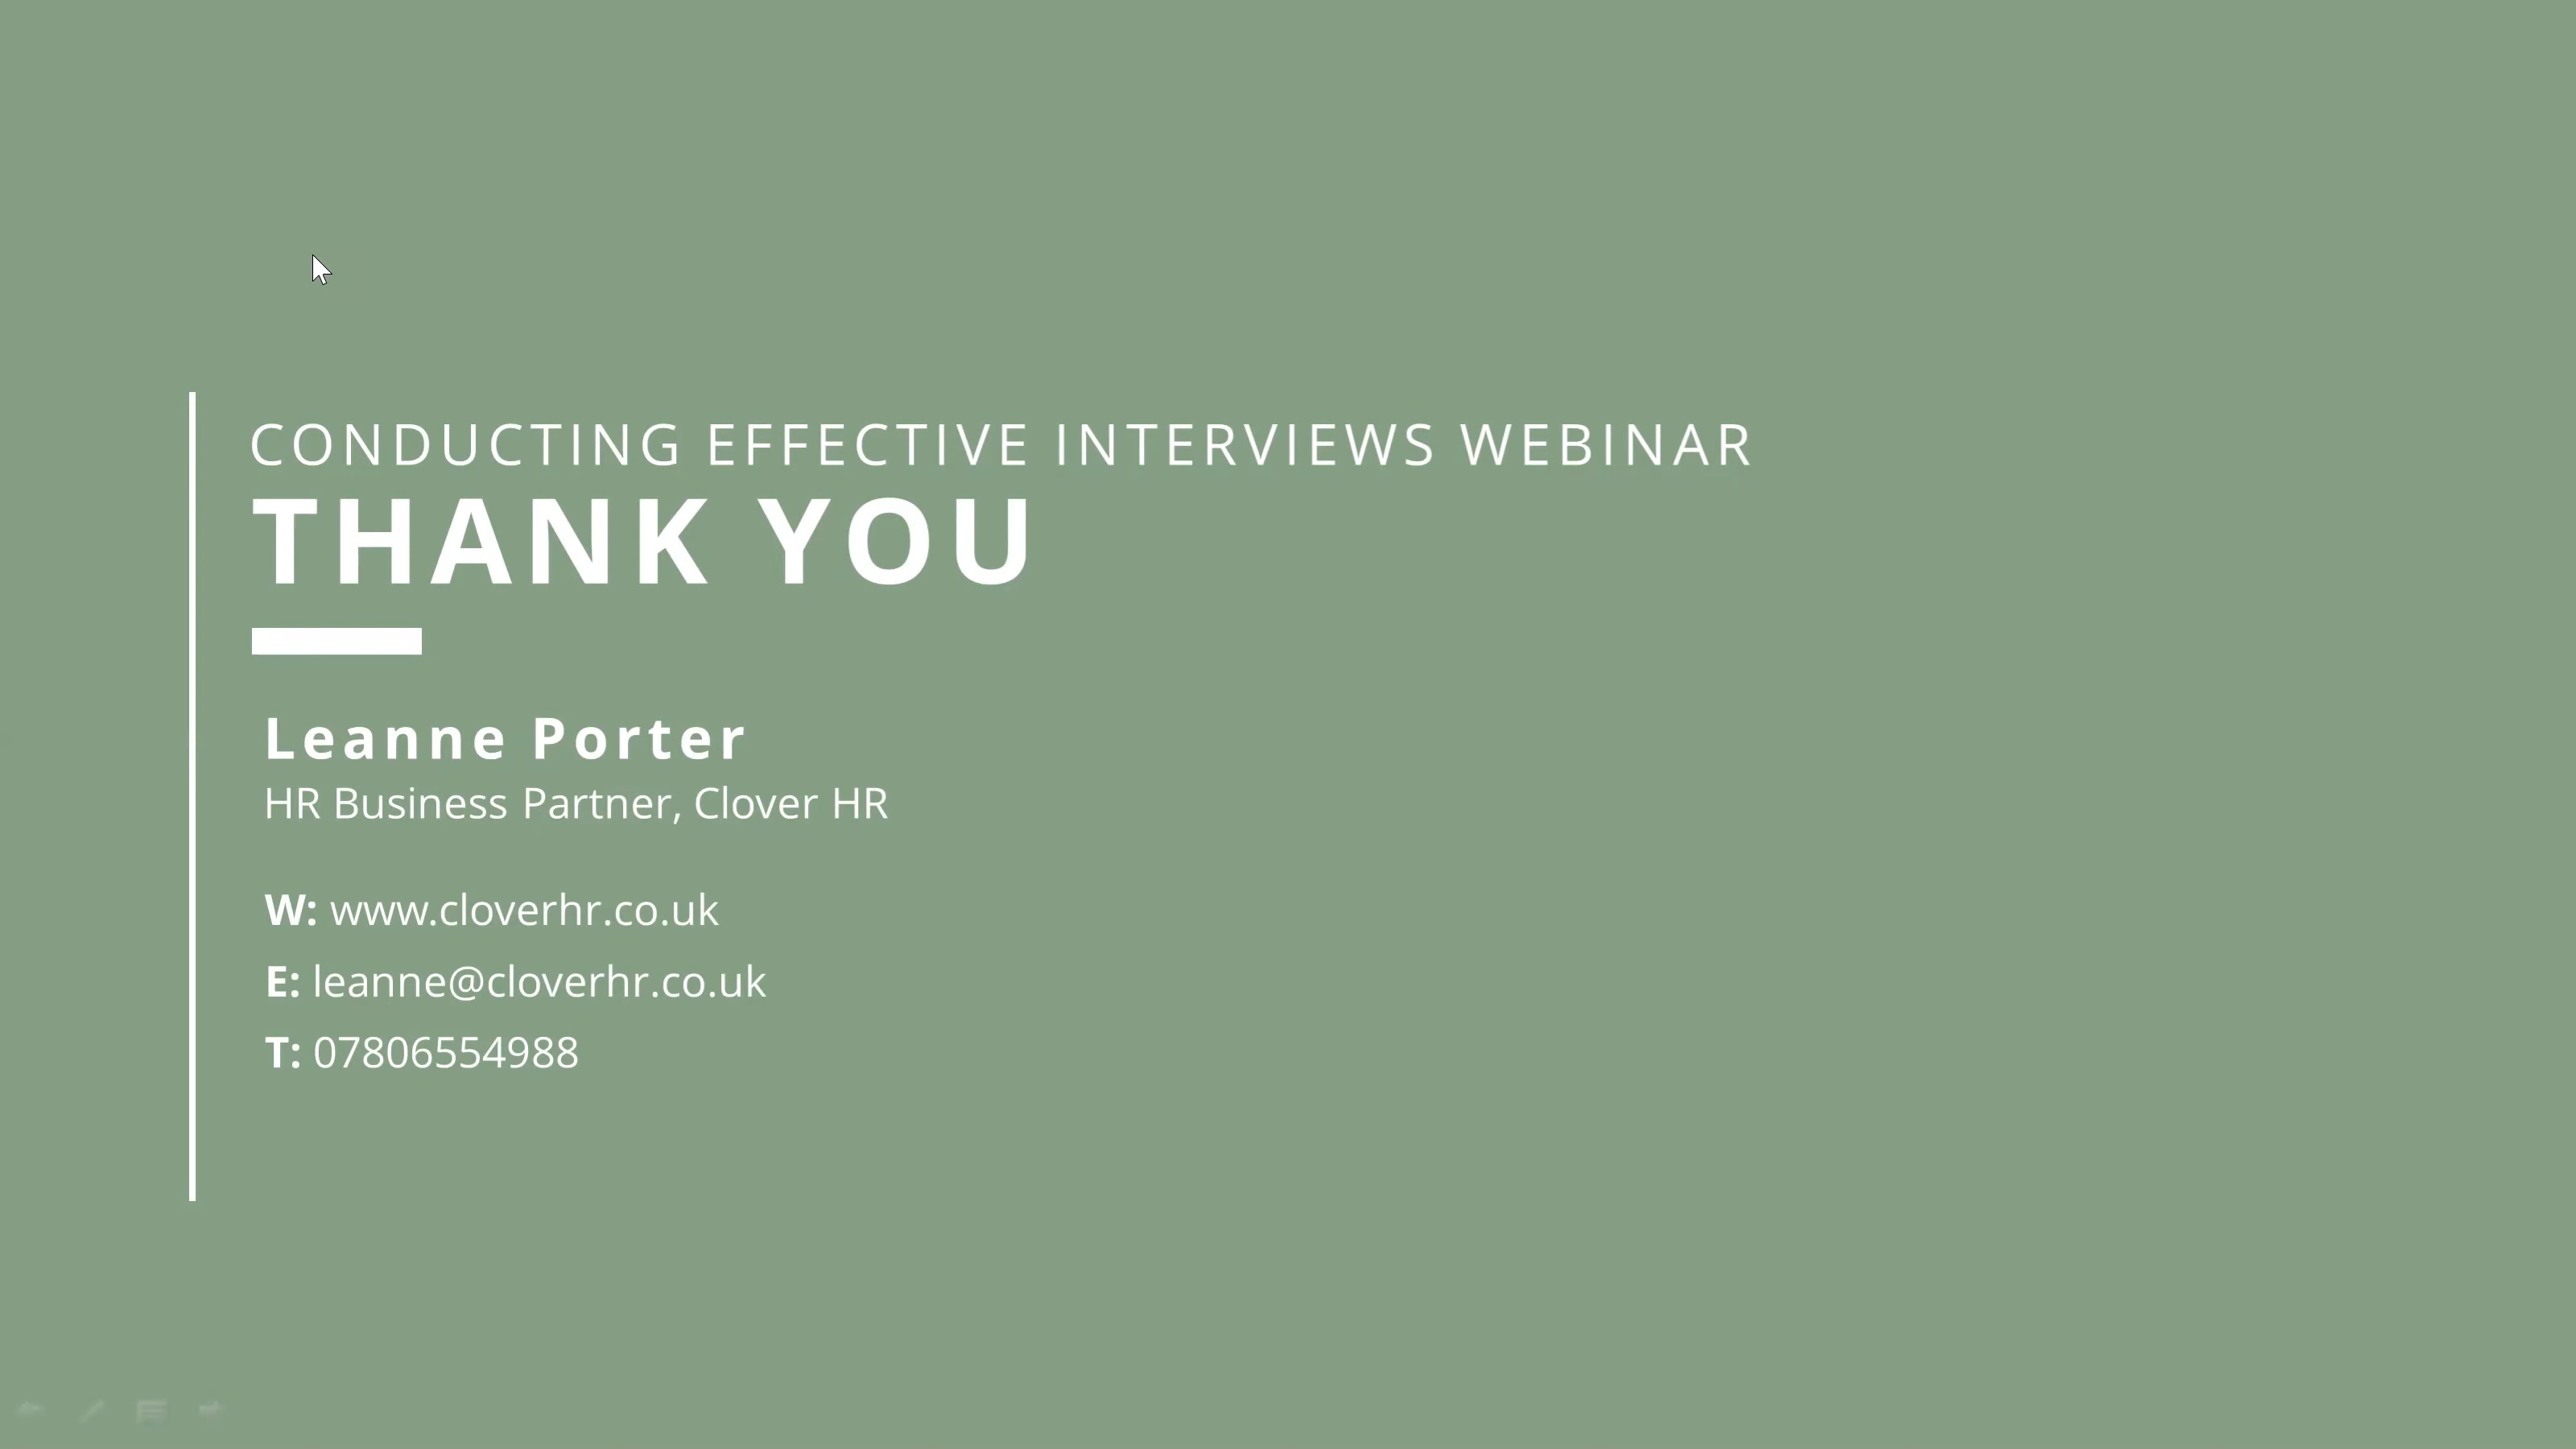 CONDUCTING EFFECTIVE INTERVIEWS WEBINAR
THANK YOU
Leanne Porter
HR Business Partner, Clover HR
W: www.cloverhr.co.uk
E: leanne@cloverhr.co.uk
T: 07806554988